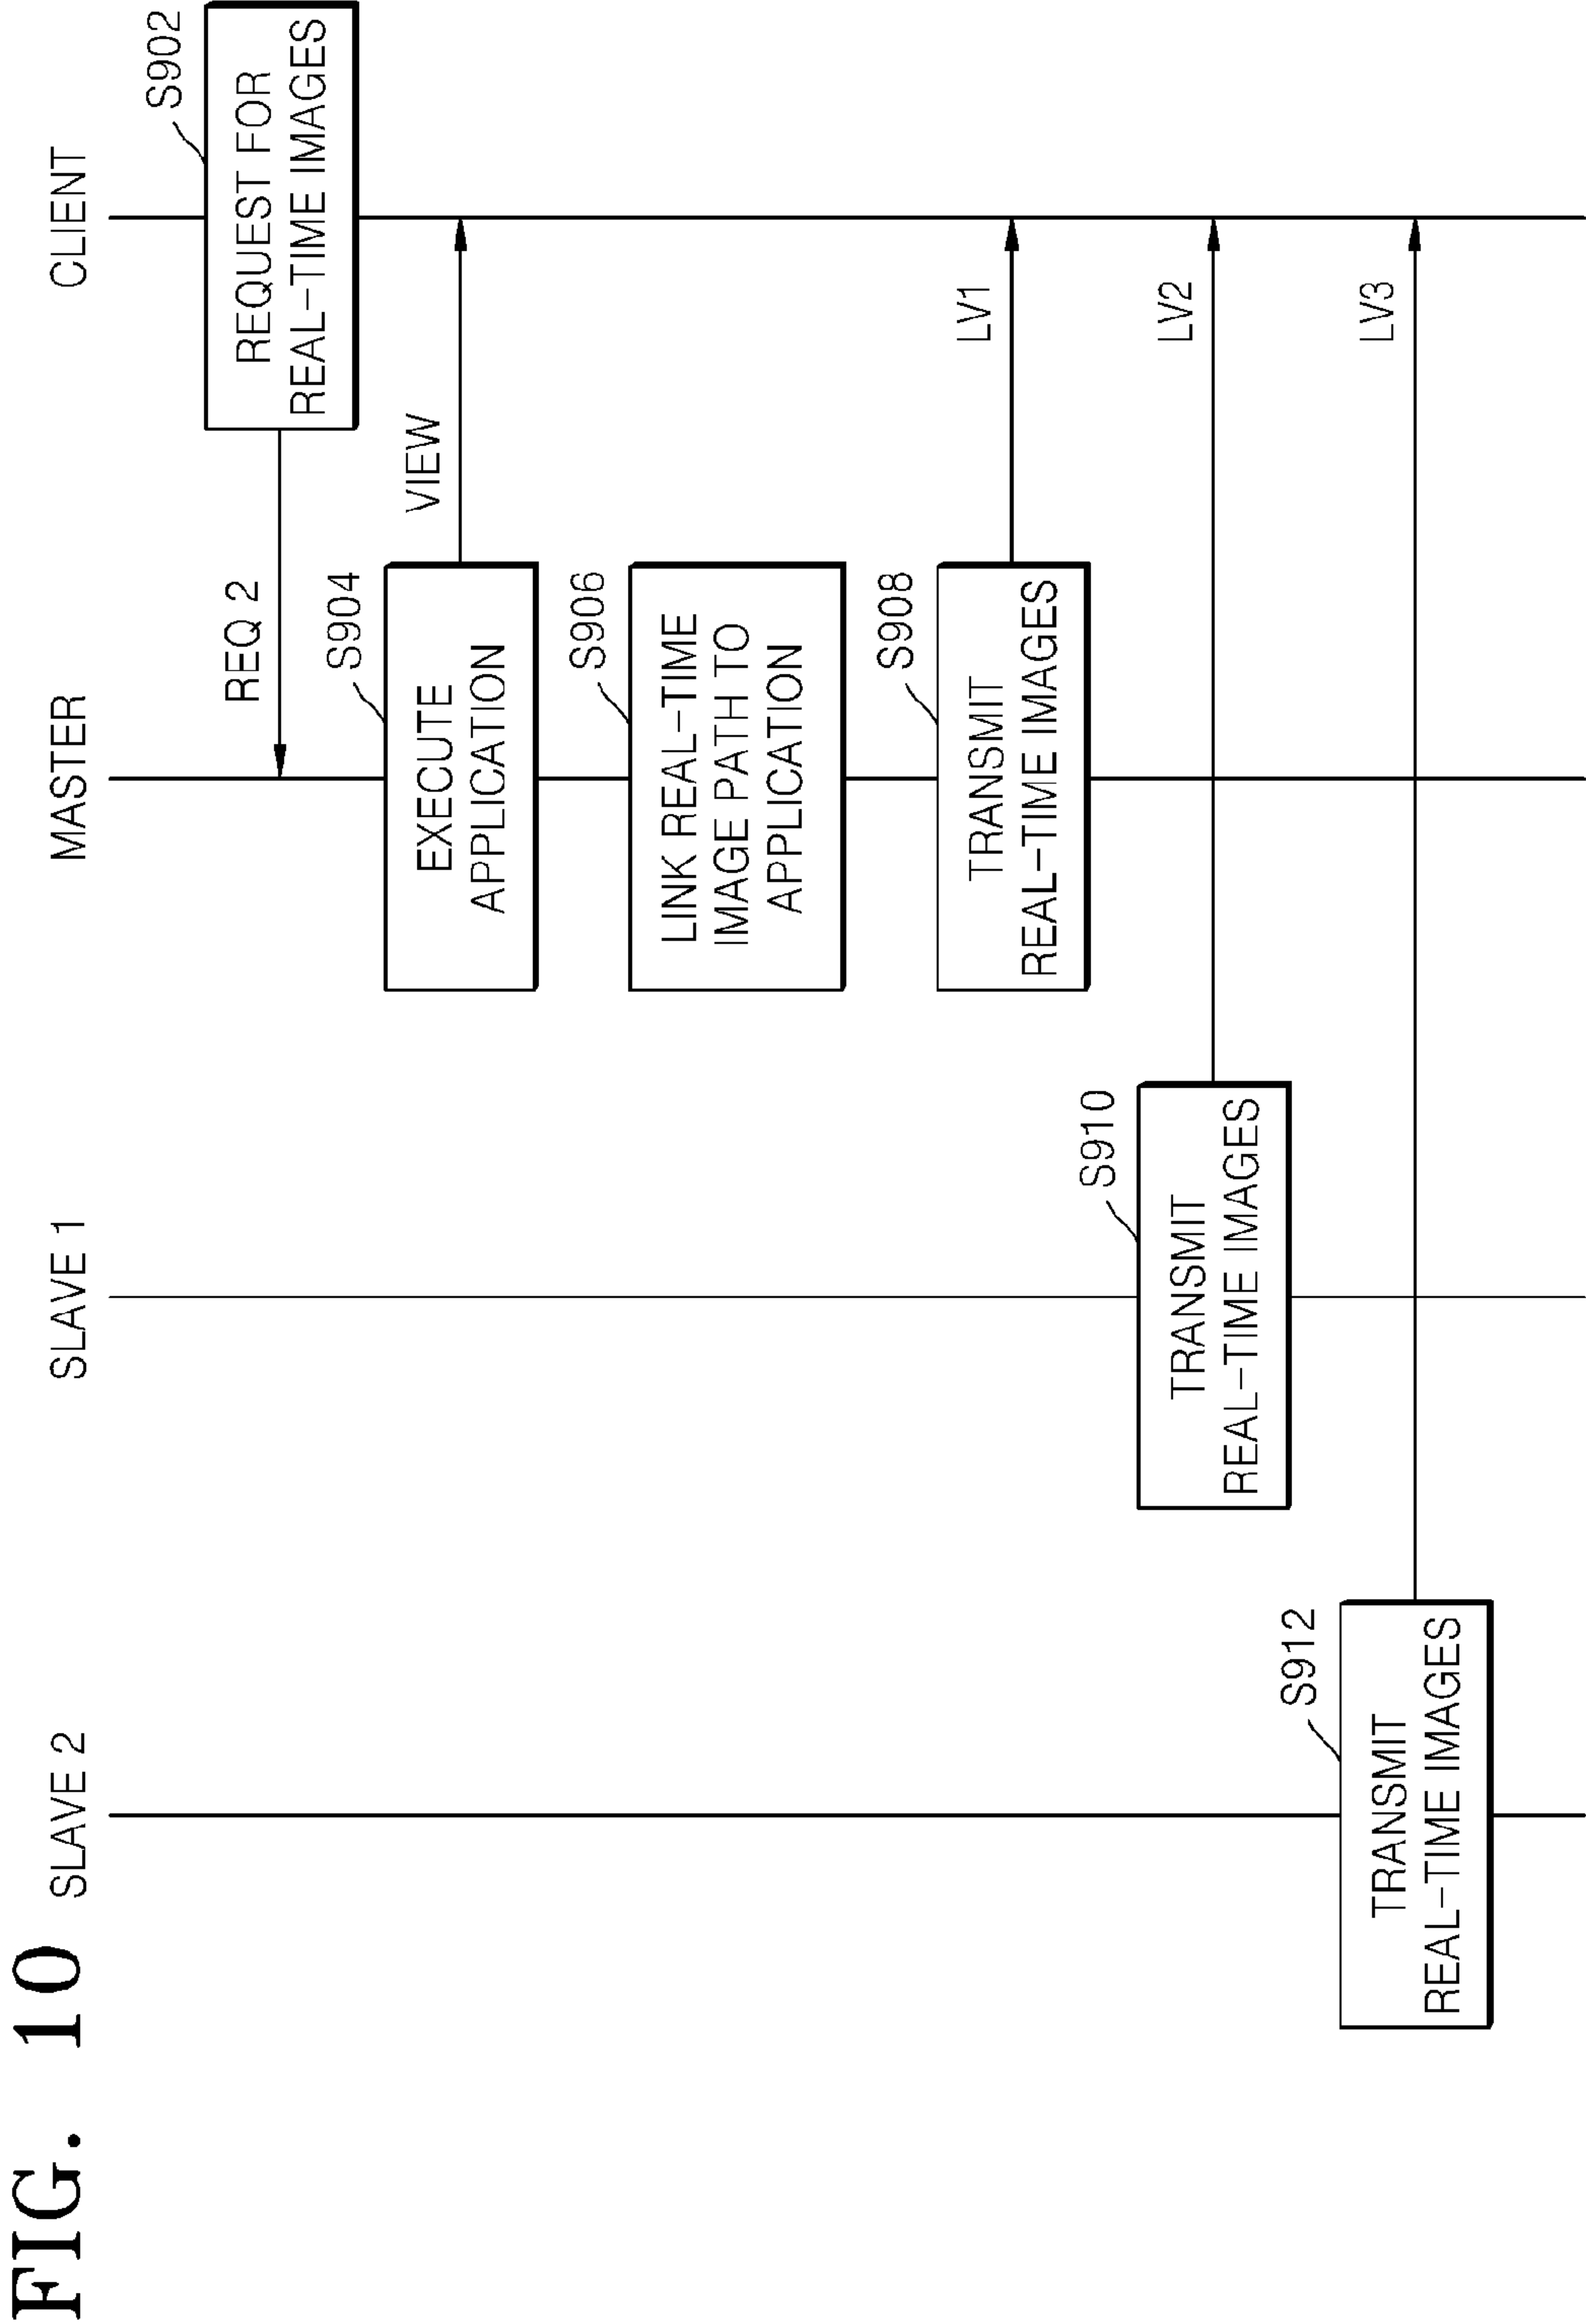 FIG. 10
SLAVE 2
SLAVE 1
MASTER
CLIENT
S902
REQUEST FOR
REAL-TIME IMAGES
REQ 2
S904
EXECUTE
APPLICATION
VIEW
S906
LINK REAL-TIME
IMAGE PATH TO
APPLICATION
S908
TRANSMIT
REAL-TIME IMAGES
LV1
S910
TRANSMIT
REAL-TIME IMAGES
LV2
S912
TRANSMIT
REAL-TIME IMAGES
LV3